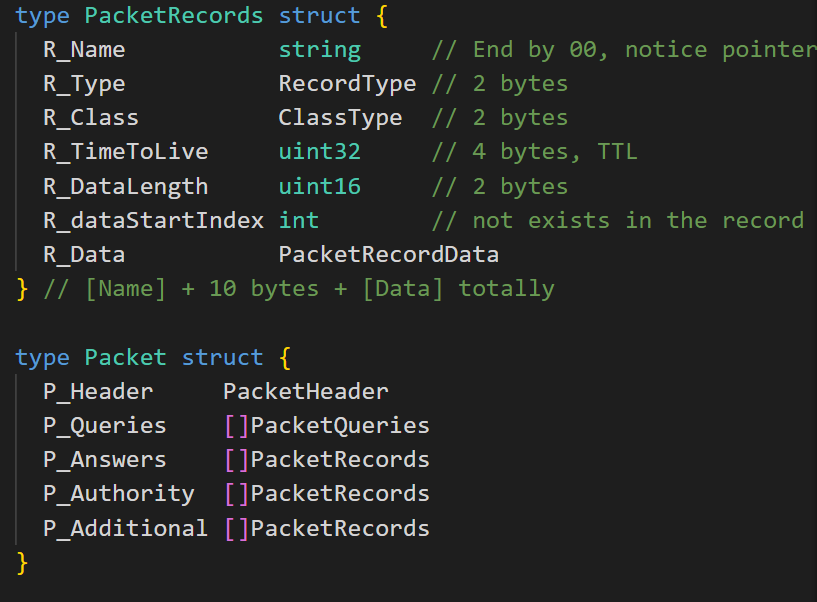 type PacketRecords struct {
R_Name string // End by 00, notice pointer
R_Type RecordType // 2 bytes
R_Class ClassType // 2 bytes
R_TimeToLive uint32 // 4 bytes, TTL
R_DataLength uint16 // 2 bytes
R_dataStartIndex int // not exists in the record
R_Data PacketRecordData
} // [Name] + 10 bytes + [Data] totally
type Packet struct {
P_Header PacketHeader
P_Queries []PacketQueries
P_Answers []PacketRecords
P_Authority []PacketRecords
P_Additional []PacketRecords
}